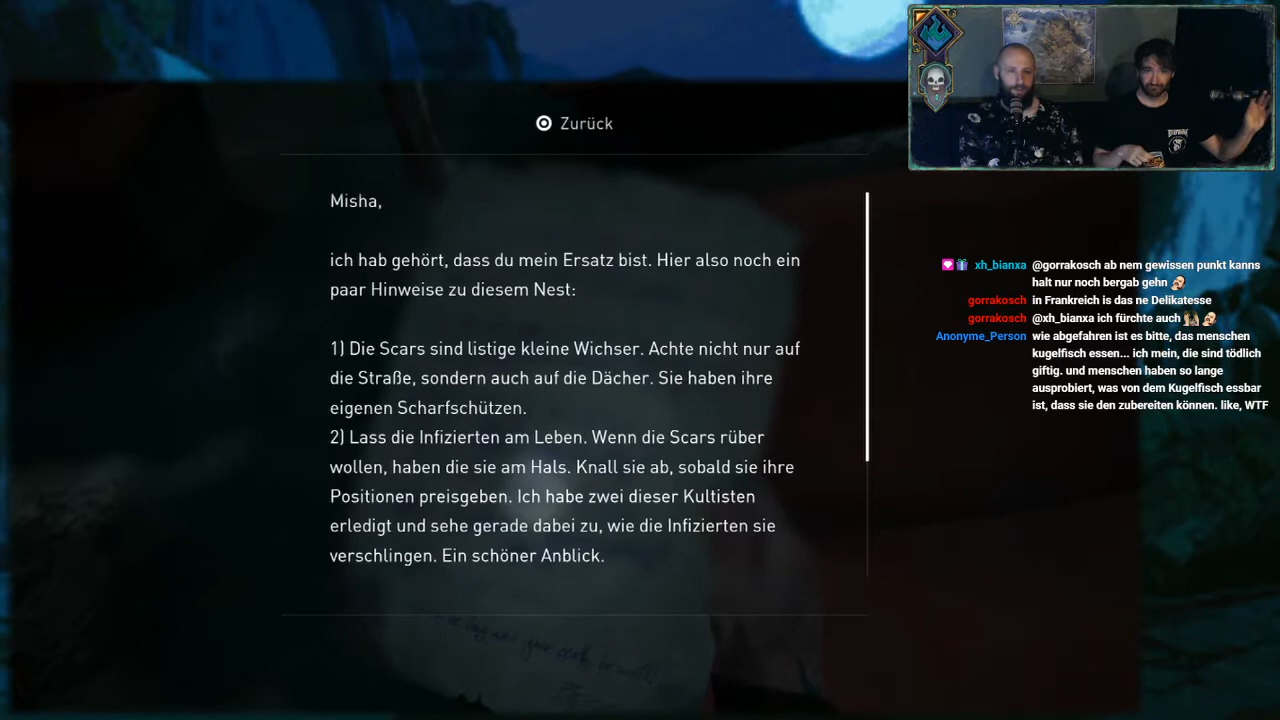 Zurück
Misha,
ich hab gehört, dass du mein Ersatz bist. Hier also noch ein
paar Hinweise zu diesem Nest:
1) Die Scars sind listige kleine Wichser. Achte nicht nur auf
die Straße, sondern auch auf die Dächer. Sie haben ihre
eigenen Scharfschützen.
2) Lass die Infizierten am Leben. Wenn die Scars rüber
wollen, haben die sie am Hals. Knall sie ab, sobald sie ihre
Positionen preisgeben. Ich habe zwei dieser Kultisten
erledigt und sehe gerade dabei zu, wie die Infizierten sie
verschlingen. Ein schöner Anblick.
xh_bianxa @gorrakosch ab nem gewissen punkt kanns
halt nur noch bergab gehn
gorrakosch in Frankreich is das ne Delikatesse
gorrakosch @xh_bianxa ich fürchte auch
Anonyme_Person wie abgefahren ist es bitte, das menschen
kugelfisch essen... ich mein, die sind tödlich
giftig. und menschen haben so lange
ausprobiert, was von dem Kugelfisch essbar
ist, dass sie den zubereiten können. like, WTF